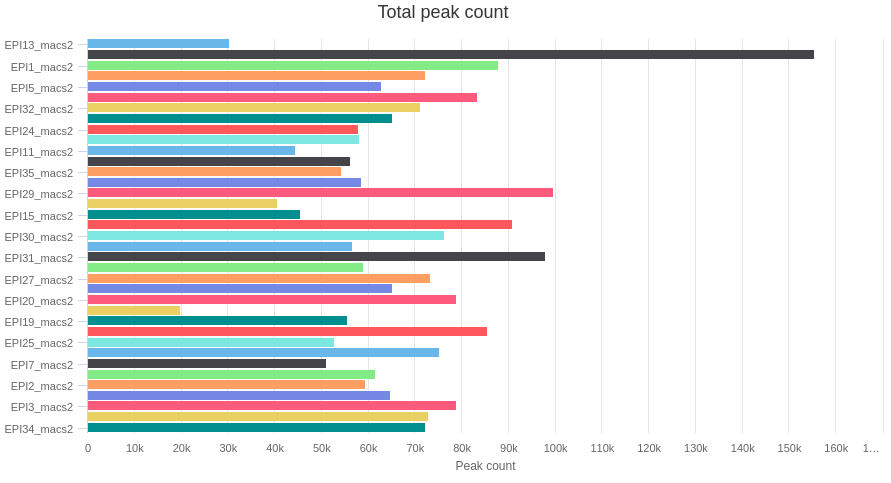 Total peak count
EPI13_macs2
EPI1_macs2
EPI5_macs2
EPI32_macs2
EPI24_macs2
EPI11_macs2
EPI35_macs2
EPI29_macs2
EPI15_macs2
EPI30_macs2
EPI31_macs2
EPI27_macs2
EPI20_macs2
EPI19_macs2
EPI25_macs2
EPI7_macs2
EPI2_macs2
EPI3_macs2
EPI34_macs2
0 10k 20k 30k 40k 50k 60k 70k 80k 90k 100k 110k 120k 130k 140k 150k 160k 1…
Peak count